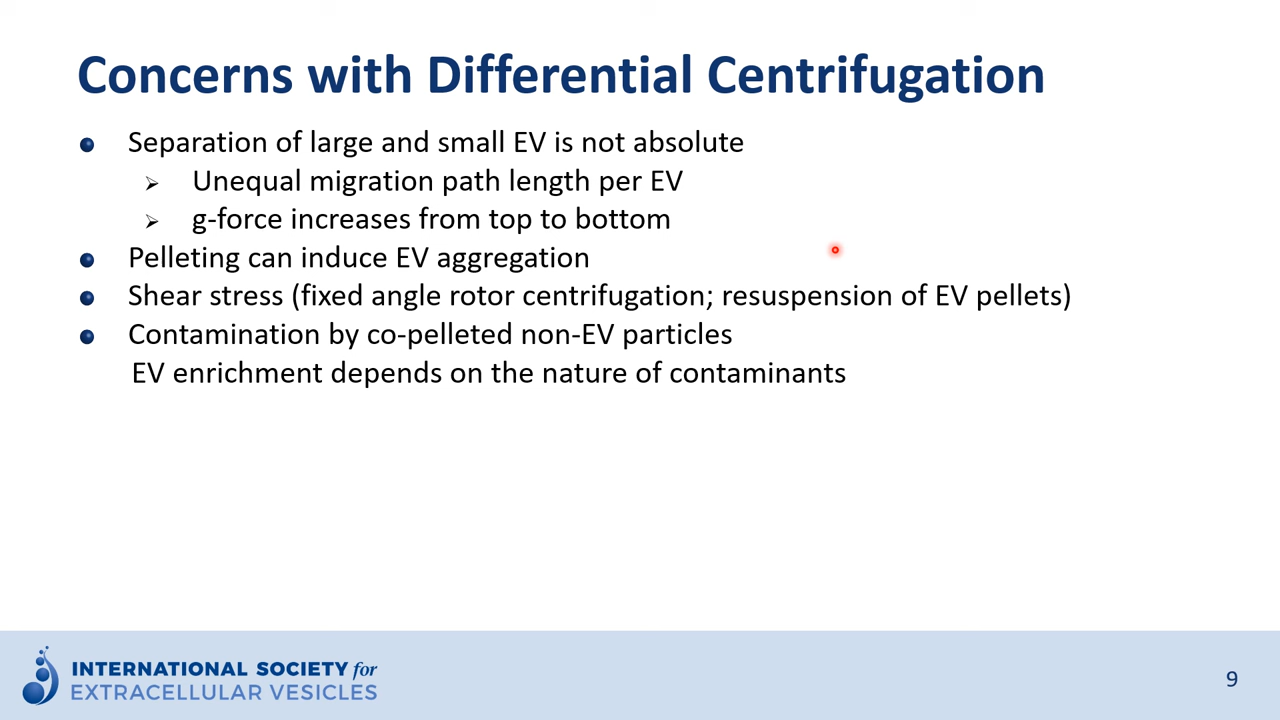 Concerns with Differential Centrifugation
Separation of large and small EV is not absolute
Unequal migration path length per EV
g-force increases from top to bottom
Pelleting can induce EV aggregation
Shear stress (fixed angle rotor centrifugation; resuspension of EV pellets)
Contamination by co-pelleted non-EV particles
EV enrichment depends on the nature of contaminants
INTERNATIONAL SOCIETY for
EXTRACELLULAR VESICLES
9